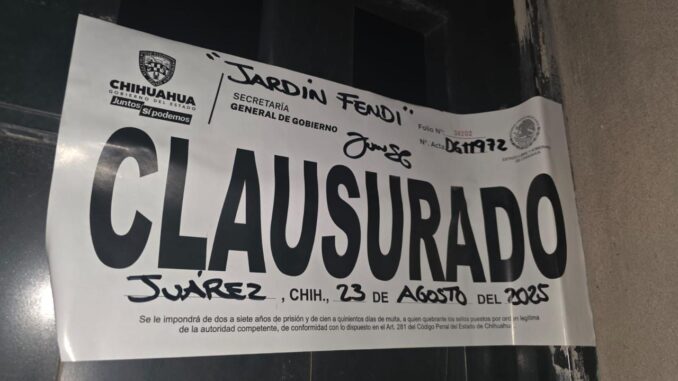 "JARDIN FENDI"
CHIHUAHUA
GOBIERNO DEL ESTADO
Juntos sí podemos
SECRETARÍA
GENERAL DE GOBIERNO
Folio N°:
N°. Acta: DG11972
CLAUSURADO
JUÁREZ, CHIH., 23 DE AGOSTO DEL 2025
Se le impondrá de dos a siete años de prisión y de cien a quinientos días de multa, a quien quebrante los sellos puestos por orden legítima
de la autoridad competente, de conformidad con lo dispuesto en el Art. 281 del Código Penal del Estado de Chihuahua.